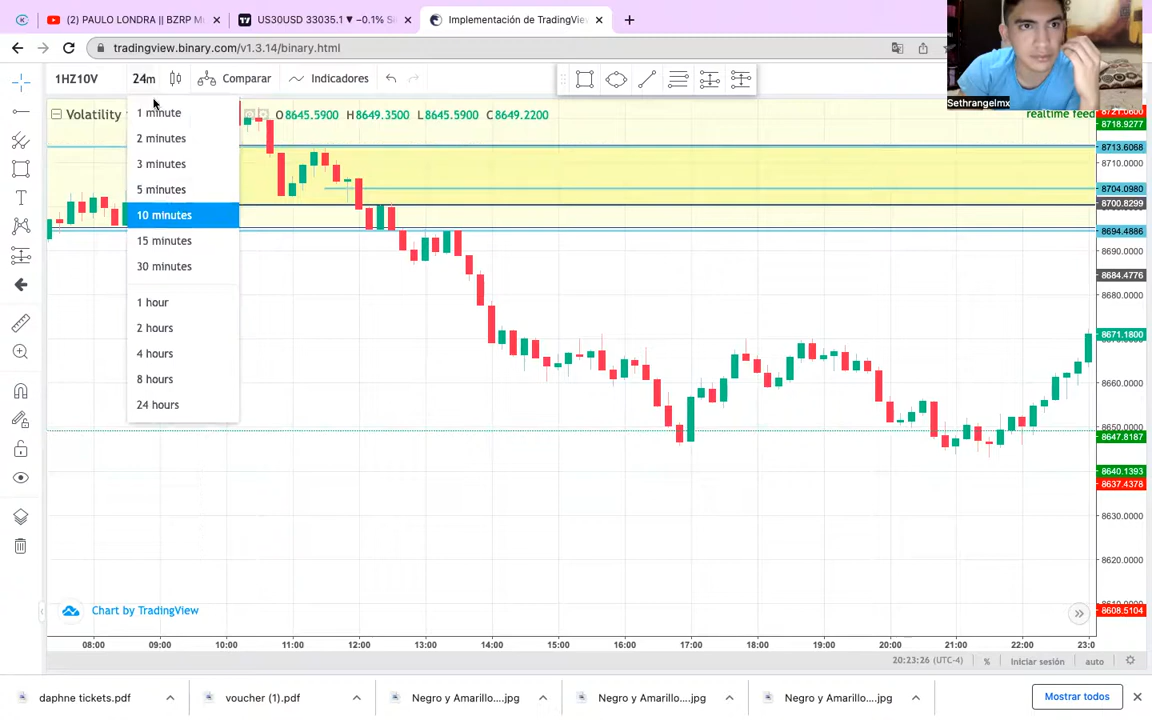 (2) PAULO LONDRA || BZRP M
US30USD 33035.1 ▼ −0.1% Si
Implementación de TradingVie
tradingview.binary.com/v1.3.14/binary.html
1HZ10V
24m
Comparar
Indicadores
Sethrangelmx
Volatility
O8645.5900 H8649.3500 L8645.5900 C8649.2200
realtime feed
1 minute
2 minutes
3 minutes
5 minutes
10 minutes
15 minutes
30 minutes
1 hour
2 hours
4 hours
8 hours
24 hours
8718.9277
8713.6068
8710.0000
8704.0980
8700.8299
8694.4886
8690.0000
8684.4776
8680.0000
8671.1800
8660.0000
8650.0000
8647.8187
8640.1393
8637.4378
8630.0000
8620.0000
8608.5104
Chart by TradingView
08:00 09:00 10:00 11:00 12:00 13:00 14:00 15:00 16:00 17:00 18:00 19:00 20:00 21:00 22:00 23:0
20:23:26 (UTC-4) % Iniciar sesión auto
daphne tickets.pdf
voucher (1).pdf
Negro y Amarillo....jpg
Negro y Amarillo....jpg
Negro y Amarillo....jpg
Mostrar todos